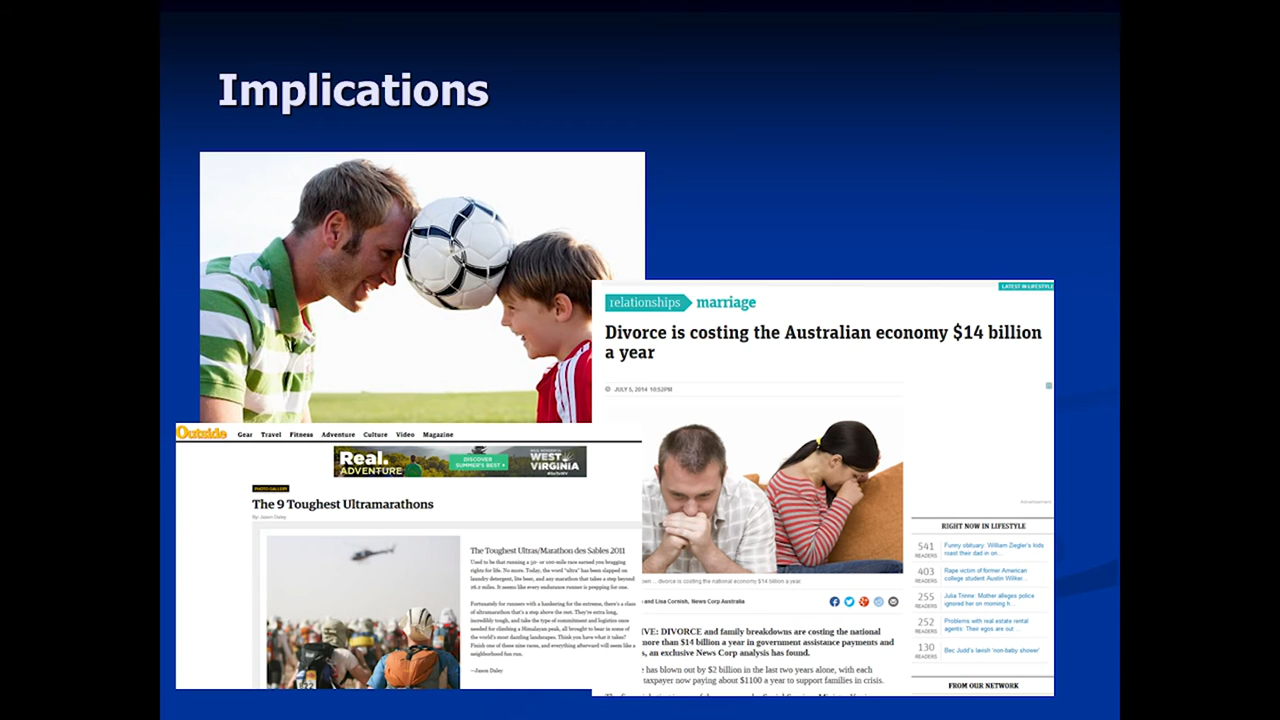 Implications
LATEST IN LIFESTYLE
relationships marriage
Divorce is costing the Australian economy $14 billion
a year
JULY 5, 2014 10:52PM
Outside Gear Travel Fitness Adventure Culture Video Magazine
Real.
ADVENTURE
DISCOVER
SUMMER'S BEST
WEST
VIRGINIA
PHOTO GALLERY
The 9 Toughest Ultramarathons
By: Jason Daley
The Toughest Ultras/Marathon des Sables 2011
Used to be that running a 50- or 100-mile race earned you bragging
rights for life. No more. Today, the word "ultra" has been slapped on
laundry detergent, lite beer, and any marathon that takes a step beyond
26.2 miles. It seems like every endurance runner is prepping for one.
Fortunately for runners with a hankering for the extreme, there's a class
of ultramarathons that's a step above the rest. They're extra long,
incredibly tough, and take the type of commitment and logistics once
needed for climbing a Himalayan peak, all brought to bear in some of
the world's most dazzling landscapes. Think you have what it takes?
Finish one of these nine races, and everything afterward will seem like a
neighborhood fun run.
—Jason Daley
Advertisement
RIGHT NOW IN LIFESTYLE
541
READERS
Funny obituary: William Ziegler's kids
roast their dad in on...
403
READERS
Rape victim of former American
college student Austin Wilker...
255
READERS
Julia Trinne: Mother alleges police
ignored her on morning h...
252
READERS
Problems with real estate rental
agents: Their egos are out ...
130
READERS
Bec Judd's lavish 'non-baby shower'
FROM OUR NETWORK
own ... divorce is costing the national economy $14 billion a year.
and Lisa Cornish, News Corp Australia
IVE: DIVORCE and family breakdowns are costing the national
more than $14 billion a year in government assistance payments and
s, an exclusive News Corp analysis has found.
has blown out by $2 billion in the last two years alone, with each
taxpayer now paying about $1100 a year to support families in crisis.